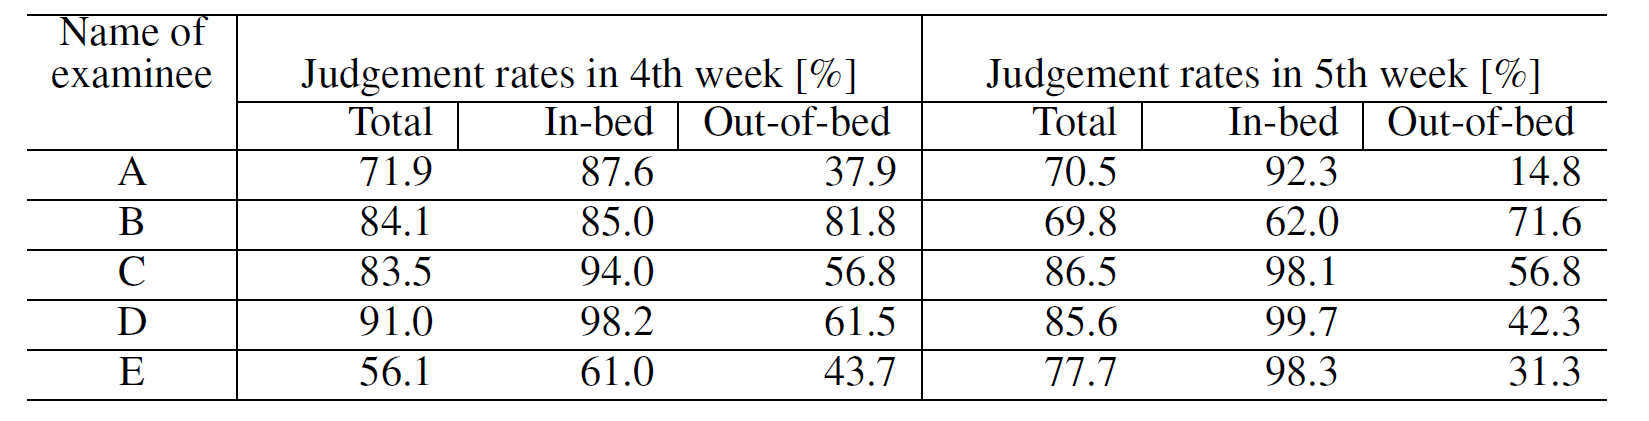 Name of
examinee Judgement rates in 4th week [%] Judgement rates in 5th week [%]
Total In-bed Out-of-bed Total In-bed Out-of-bed
A 71.9 87.6 37.9 70.5 92.3 14.8
B 84.1 85.0 81.8 69.8 62.0 71.6
C 83.5 94.0 56.8 86.5 98.1 56.8
D 91.0 98.2 61.5 85.6 99.7 42.3
E 56.1 61.0 43.7 77.7 98.3 31.3